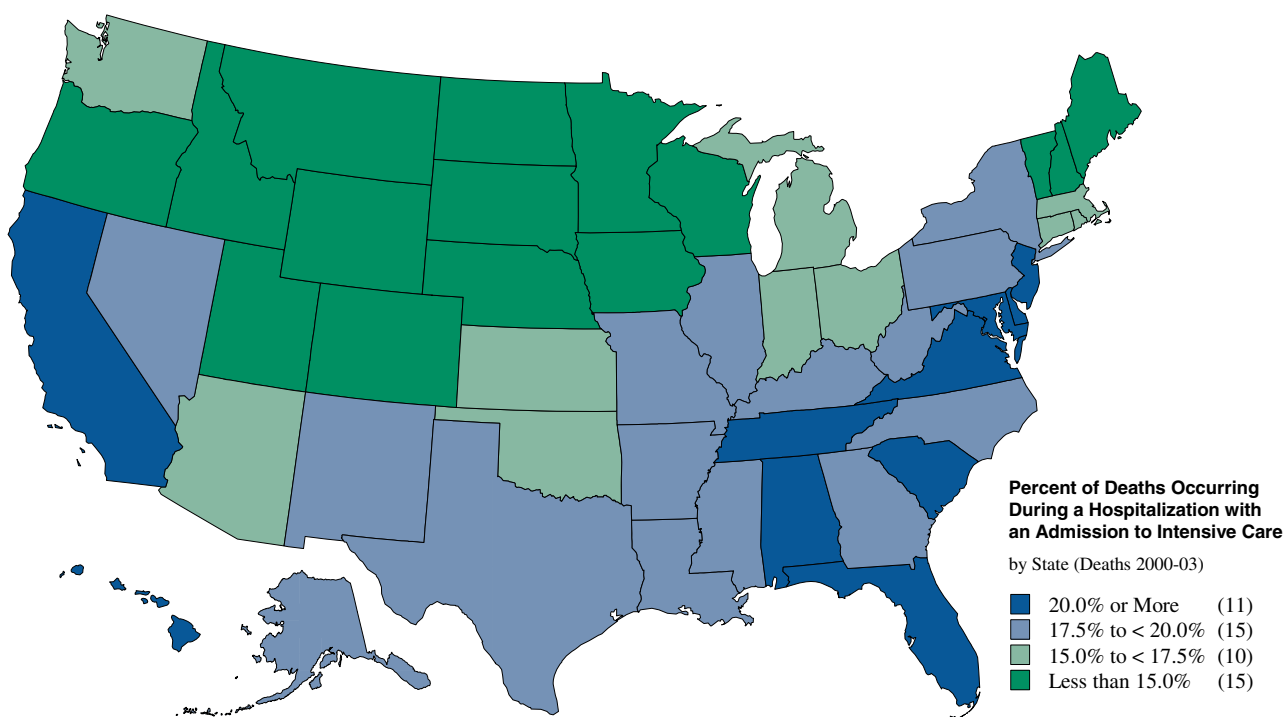 Percent of Deaths Occurring
During a Hospitalization with
an Admission to Intensive Care
by State (Deaths 2000-03)
20.0% or More (11)
17.5% to < 20.0% (15)
15.0% to < 17.5% (10)
Less than 15.0% (15)